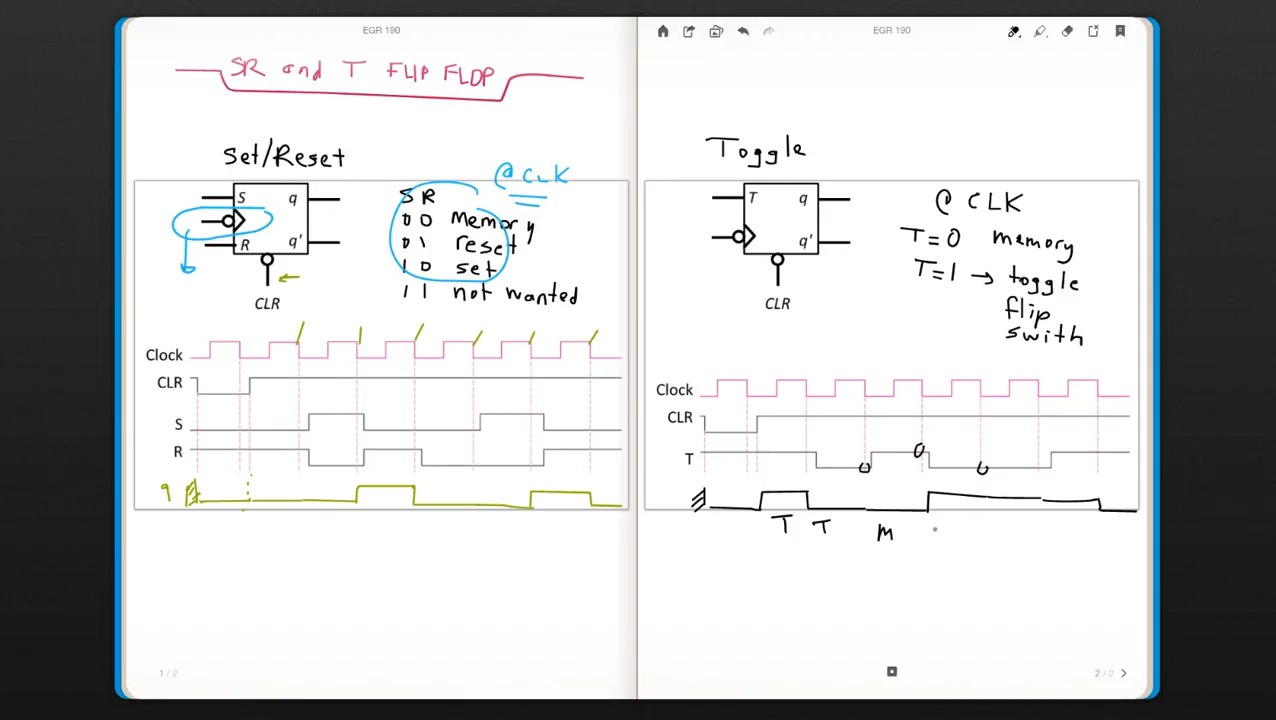 EGR 190
SR and T FLIP FLOP
Set/Reset
@ CLK
S q
R q'
CLR
S R
0 0 Memory
0 1 reset
1 0 set
1 1 not wanted
Clock
CLR
S
R
q
1 / 2
EGR 190
Toggle
T q
q'
CLR
@ CLK
T=0 memory
T=1 → toggle
flip
swith
Clock
CLR
T
0 0 0
T T m
2 / 2